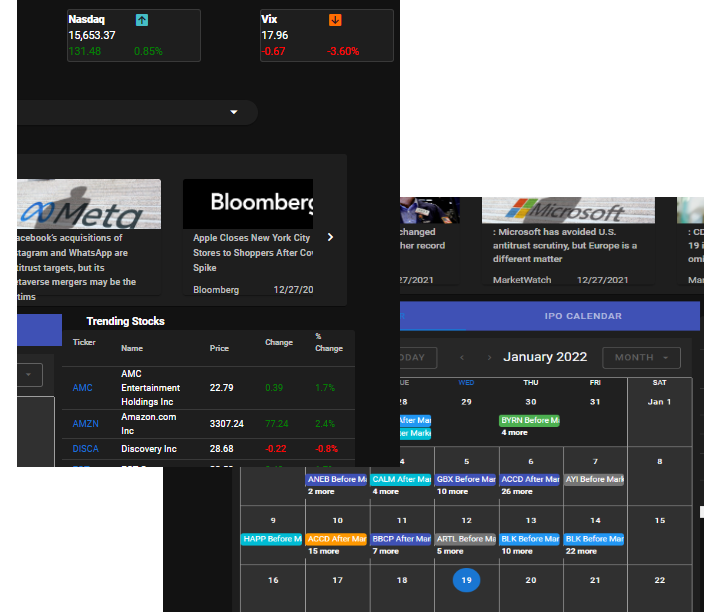 Nasdaq
15,653.37
131.48 0.85%
Vix
17.96
-0.67 -3.60%
Meta
acebook's acquisitions of
stagram and WhatsApp are
titrust targets, but its
etaverse mergers may be the
tims
Bloomberg
Apple Closes New York City
Stores to Shoppers After Cov
Spike
Bloomberg 12/27/20
changed
her record
/2021
Microsoft
: Microsoft has avoided U.S.
antitrust scrutiny, but Europe is a
different matter
MarketWatch 12/27/2021
: CD
19 i
omi
Mar
Trending Stocks
Ticker Name Price Change % Change
AMC AMC Entertainment Holdings Inc 22.79 0.39 1.7%
AMZN Amazon.com Inc 3307.24 77.24 2.4%
DISCA Discovery Inc 28.68 -0.22 -0.8%
IPO CALENDAR
ODAY ‹ › January 2022 MONTH
UE WED THU FRI SAT
28 29 30 31 Jan 1
After Mar
ter Marke
BYRN Before M
4 more
4 5 6 7 8
ANEB Before Ma CALM After Mark GBX Before Mar ACCD After Mar AYI Before Mark
2 more 4 more 10 more 26 more
9 10 11 12 13 14 15
HAPP Before M ACCD After Mar BBCP After Mark ARTL Before Ma BLK Before Mar BLK Before Mar
15 more 7 more 5 more 10 more 22 more
16 17 18 19 20 21 22